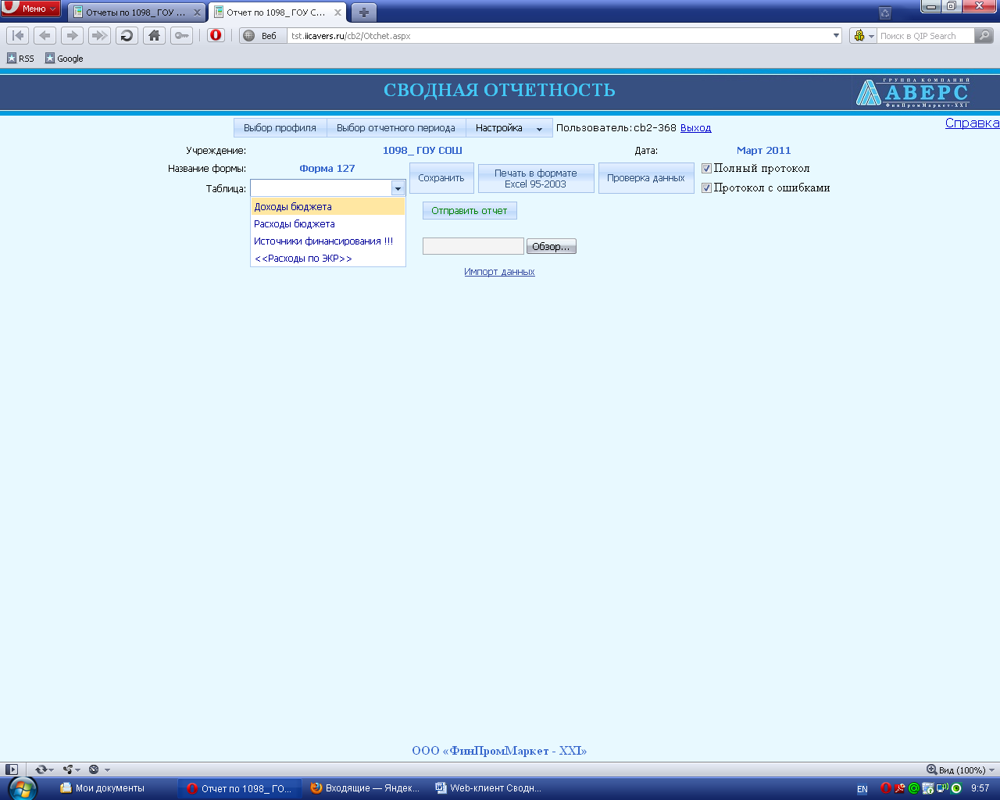 Меню
Отчеты по 1098_ ГОУ ...
Отчет по 1098_ ГОУ С...
Веб
tst.iicavers.ru/cb2/Otchet.aspx
Поиск в QIP Search
RSS
Google
СВОДНАЯ ОТЧЕТНОСТЬ
ГРУППА КОМПАНИЙ
АВЕРС
ФинПромМаркет-XXI
Выбор профиля
Выбор отчетного периода
Настройка
Пользователь:cb2-368 Выход
Справка
Учреждение:
1098_ ГОУ СОШ
Дата:
Март 2011
Название формы:
Форма 127
Сохранить
Печать в формате
Excel 95-2003
Проверка данных
Полный протокол
Таблица:
Протокол с ошибками
Доходы бюджета
Отправить отчет
Расходы бюджета
Источники финансирования !!!
Обзор...
<<Расходы по ЭКР>>
Импорт данных
ООО «ФинПромМаркет - XXI»
Вид (100%)
Мои документы
Отчет по 1098_ ГО...
Входящие — Яндек...
Web-клиент Сводн...
EN
9:57